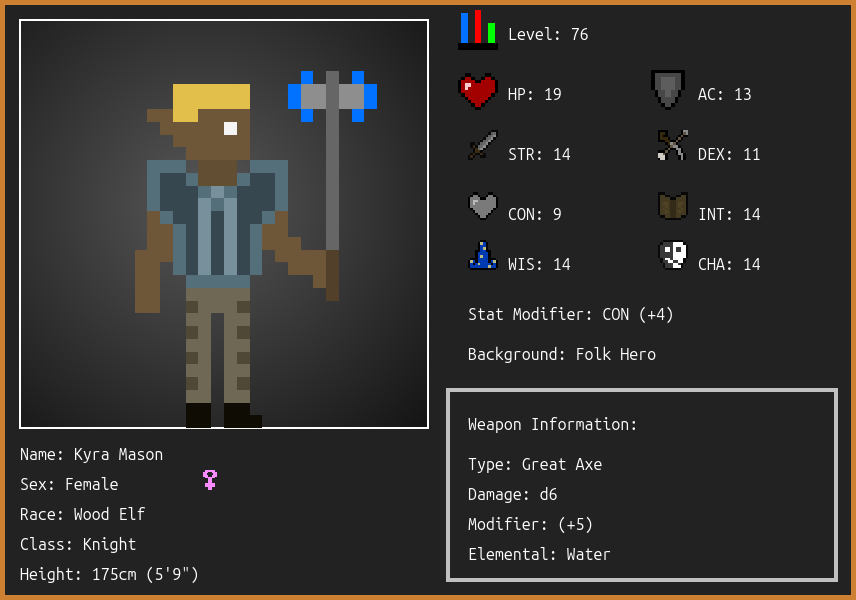 Level: 76
HP: 19
AC: 13
STR: 14
DEX: 11
CON: 9
INT: 14
WIS: 14
CHA: 14
Stat Modifier: CON (+4)
Background: Folk Hero
Weapon Information:
Type: Great Axe
Damage: d6
Modifier: (+5)
Elemental: Water
Name: Kyra Mason
Sex: Female
Race: Wood Elf
Class: Knight
Height: 175cm (5'9")